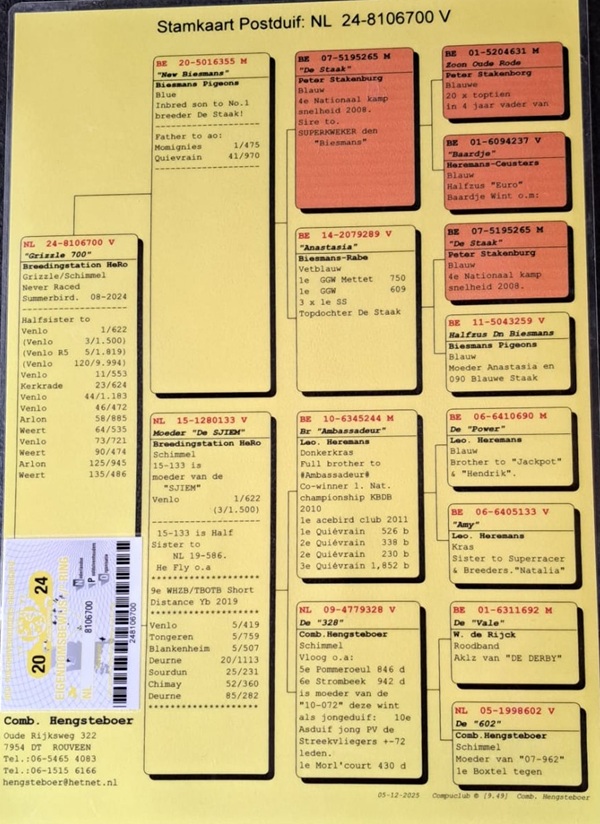 Stamkaart Postduif: NL 24-8106700 V
NL 24-8106700 V
"Grizzle 700"
Breedingstation HeRo
Grizzle/Schimmel
Never Raced
Summerbird. 08-2024
Halfsister to
Venlo 1/622
(Venlo 3/1.500)
(Venlo R5 5/1.819)
(Venlo 120/9.994)
Venlo 11/553
Kerkrade 23/624
Venlo 44/1.183
Venlo 46/472
Arlon 58/885
Weert 64/535
Venlo 73/721
Weert 90/474
Arlon 125/945
Weert 135/486
BE 20-5016355 M
"New Biesmans"
Biesmans Pigeons
Blue
Inbred son to No.1
breeder De Staak!
Father to ao:
Momignies 1/475
Quievrain 41/970
NL 15-1280133 V
Moeder "De SJIEM"
Breedingstation HeRo
Schimmel
15-133 is
moeder van de
"SJIEM"
Venlo 1/622
(3/1.500)
15-133 is Half
Sister to
NL 19-586.
He Fly o.a
********************
9e WHZB/TBOTB Short
Distance Yb 2019
********************
Venlo 5/419
Tongeren 5/759
Blankenheim 5/507
Deurne 20/1113
Sourdun 25/231
Chimay 52/360
Deurne 85/282
********************
BE 07-5195265 M
"De Staak"
Peter Stakenburg
Blauw
4e Nationaal kamp
snelheid 2008.
Sire to.
SUPERKWEKER den
"Biesmans"
BE 14-2079289 V
"Anastasia"
Biesmans-Rabe
Vetblauw
1e GGW Mettet 750
1e GGW 609
3 x 1e SS
Topdochter De Staak
BE 10-6345244 M
Br "Ambassadeur"
Leo. Heremans
Donkerkras
Full brother to
#Ambassadeur#
Co-winner 1. Nat.
championship KBDB
2010
1e acebird club 2011
1e Quiévrain 526 b
2e Quiévrain 338 b
2e Quiévrain 230 b
3e Quiévrain 1,852 b
NL 09-4779328 V
De "328"
Comb.Hengsteboer
Schimmel
Vloog o.a:
5e Pommeroeul 846 d
6e Strombeek 942 d
is moeder van de
"10-072" deze wint
als jongeduif: 10e
Asduif jong PV de
Streekvliegers +-72
leden.
1e Morl'court 430 d
BE 01-5204631 M
Zoon Oude Rode
Peter Stakenborg
Blauwe
20 x toptien
in 4 jaar vader van
BE 01-6094237 V
"Baardje"
Heremans-Ceusters
Blauw
Halfzus "Euro"
Baardje Wint o.m:
BE 07-5195265 M
"De Staak"
Peter Stakenburg
Blauw
4e Nationaal kamp
snelheid 2008.
BE 11-5043259 V
Halfzus Dn Biesmans
Biesmans Pigeons
Blauw
Moeder Anastasia en
090 Blauwe Staak
BE 06-6410690 M
De "Power"
Leo. Heremans
Blauw
Brother to "Jackpot"
& "Hendrik".
BE 06-6405133 V
"Amy"
Leo. Heremans
Kras
Sister to Superracer
& Breeders."Natalia"
BE 01-6311692 M
De "Vale"
W. de Rijck
Roodband
Aklz van "DE DERBY"
NL 05-1998602 V
De "602"
Comb.Hengsteboer
Schimmel
Moeder van "07-962"
1e Boxtel tegen
20 24
NL
8106700
248106700
Comb. Hengsteboer
Oude Rijksweg 322
7954 DT ROUVEEN
Tel.:06-5465 4083
Tel.:06-1515 6166
hengsteboer@hetnet.nl
05-12-2025 Compuclub © [9.49] Comb. Hengsteboer